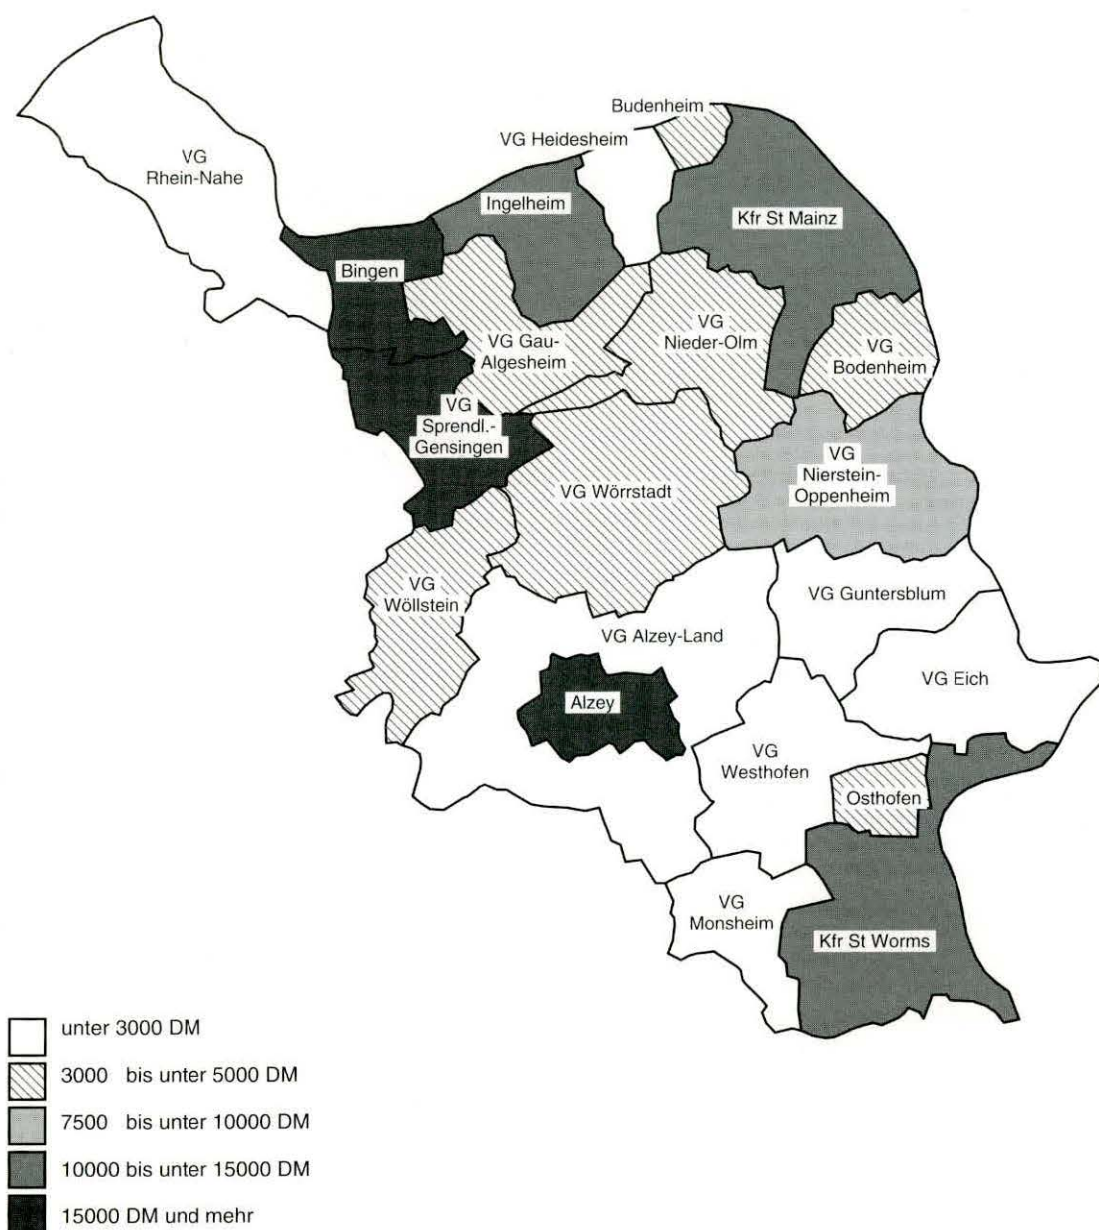 Budenheim
VG Heidesheim
VG
Rhein-Nahe
Ingelheim
Kfr St Mainz
Bingen
VG Gau-
Algesheim
VG
Nieder-Olm
VG
Bodenheim
VG
Sprendl.-
Gensingen
VG
Nierstein-
Oppenheim
VG Wörrstadt
VG
Wöllstein
VG Guntersblum
VG Alzey-Land
VG Eich
Alzey
VG
Westhofen
Osthofen
VG
Monsheim
Kfr St Worms
unter 3000 DM
3000 bis unter 5000 DM
7500 bis unter 10000 DM
10000 bis unter 15000 DM
15000 DM und mehr